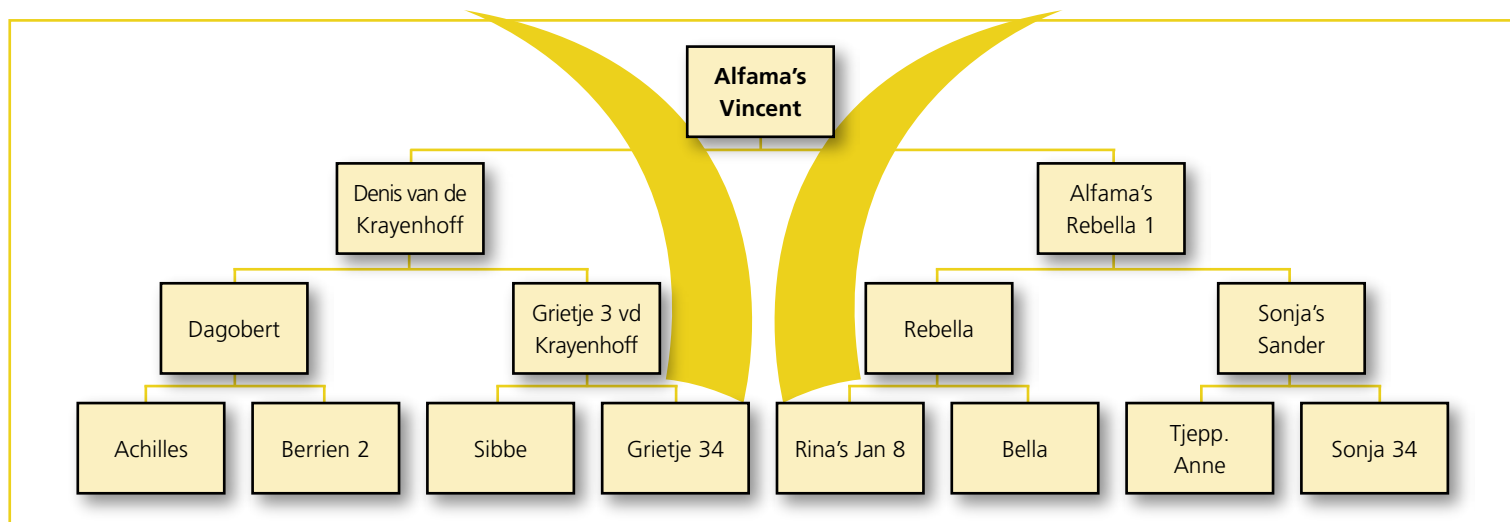 Alfama’s
Vincent
Denis van de
Krayenhoff
Alfama’s
Rebella 1
Dagobert
Grietje 3 vd
Krayenhoff
Rebella
Sonja’s
Sander
Achilles
Berrien 2
Sibbe
Grietje 34
Rina’s Jan 8
Bella
Tjepp.
Anne
Sonja 34